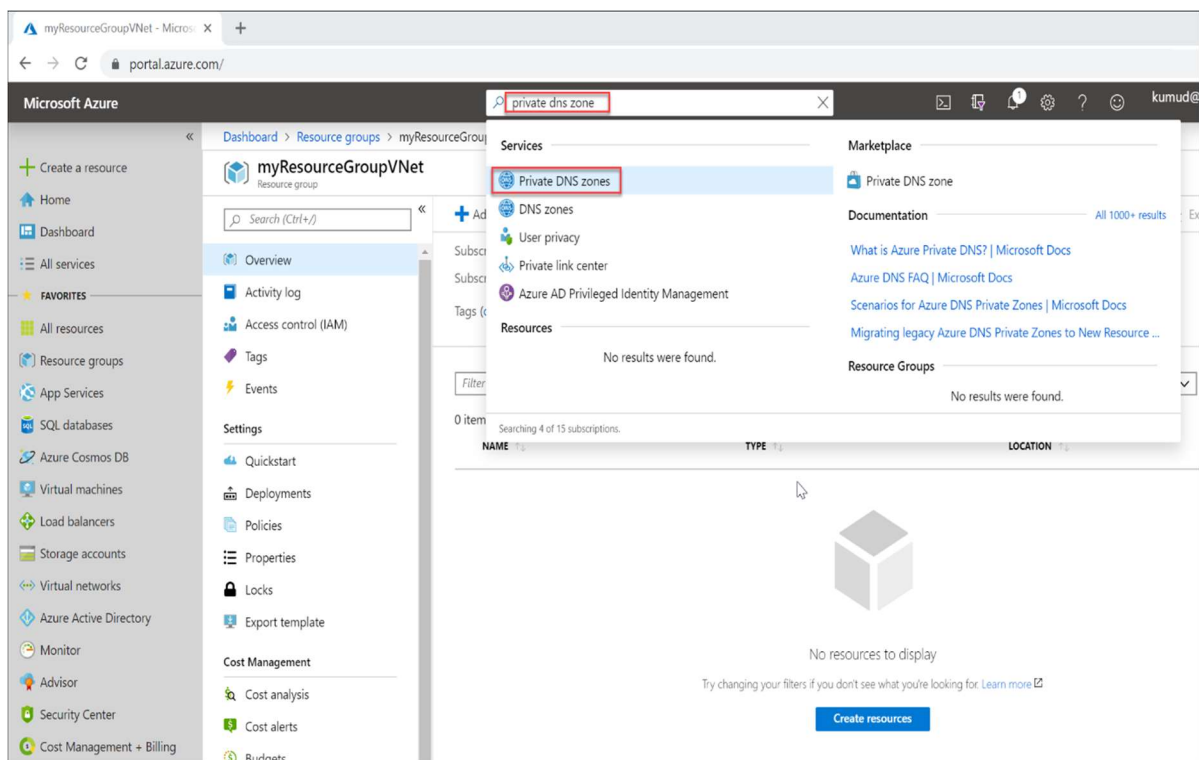 myResourceGroupVNet - Micros
portal.azure.com/
Microsoft Azure
private dns zone
1
kumud@
Dashboard > Resource groups > myResourceGroup
myResourceGroupVNet
Resource group
Search (Ctrl+/)
Create a resource
Home
Dashboard
All services
FAVORITES
All resources
Resource groups
App Services
SQL databases
Azure Cosmos DB
Virtual machines
Load balancers
Storage accounts
Virtual networks
Azure Active Directory
Monitor
Advisor
Security Center
Cost Management + Billing
Overview
Activity log
Access control (IAM)
Tags
Events
Settings
Quickstart
Deployments
Policies
Properties
Locks
Export template
Cost Management
Cost analysis
Cost alerts
Budgets
Ad
Subscr
Subscr
Tags (c
Filter
0 item
Services
Private DNS zones
DNS zones
User privacy
Private link center
Azure AD Privileged Identity Management
Resources
No results were found.
Searching 4 of 15 subscriptions.
Marketplace
Private DNS zone
Documentation
All 1000+ results
Ex
What is Azure Private DNS? | Microsoft Docs
Azure DNS FAQ | Microsoft Docs
Scenarios for Azure DNS Private Zones | Microsoft Docs
Migrating legacy Azure DNS Private Zones to New Resource ...
Resource Groups
No results were found.
NAME TYPE LOCATION
No resources to display
Try changing your filters if you don't see what you're looking for. Learn more
Create resources